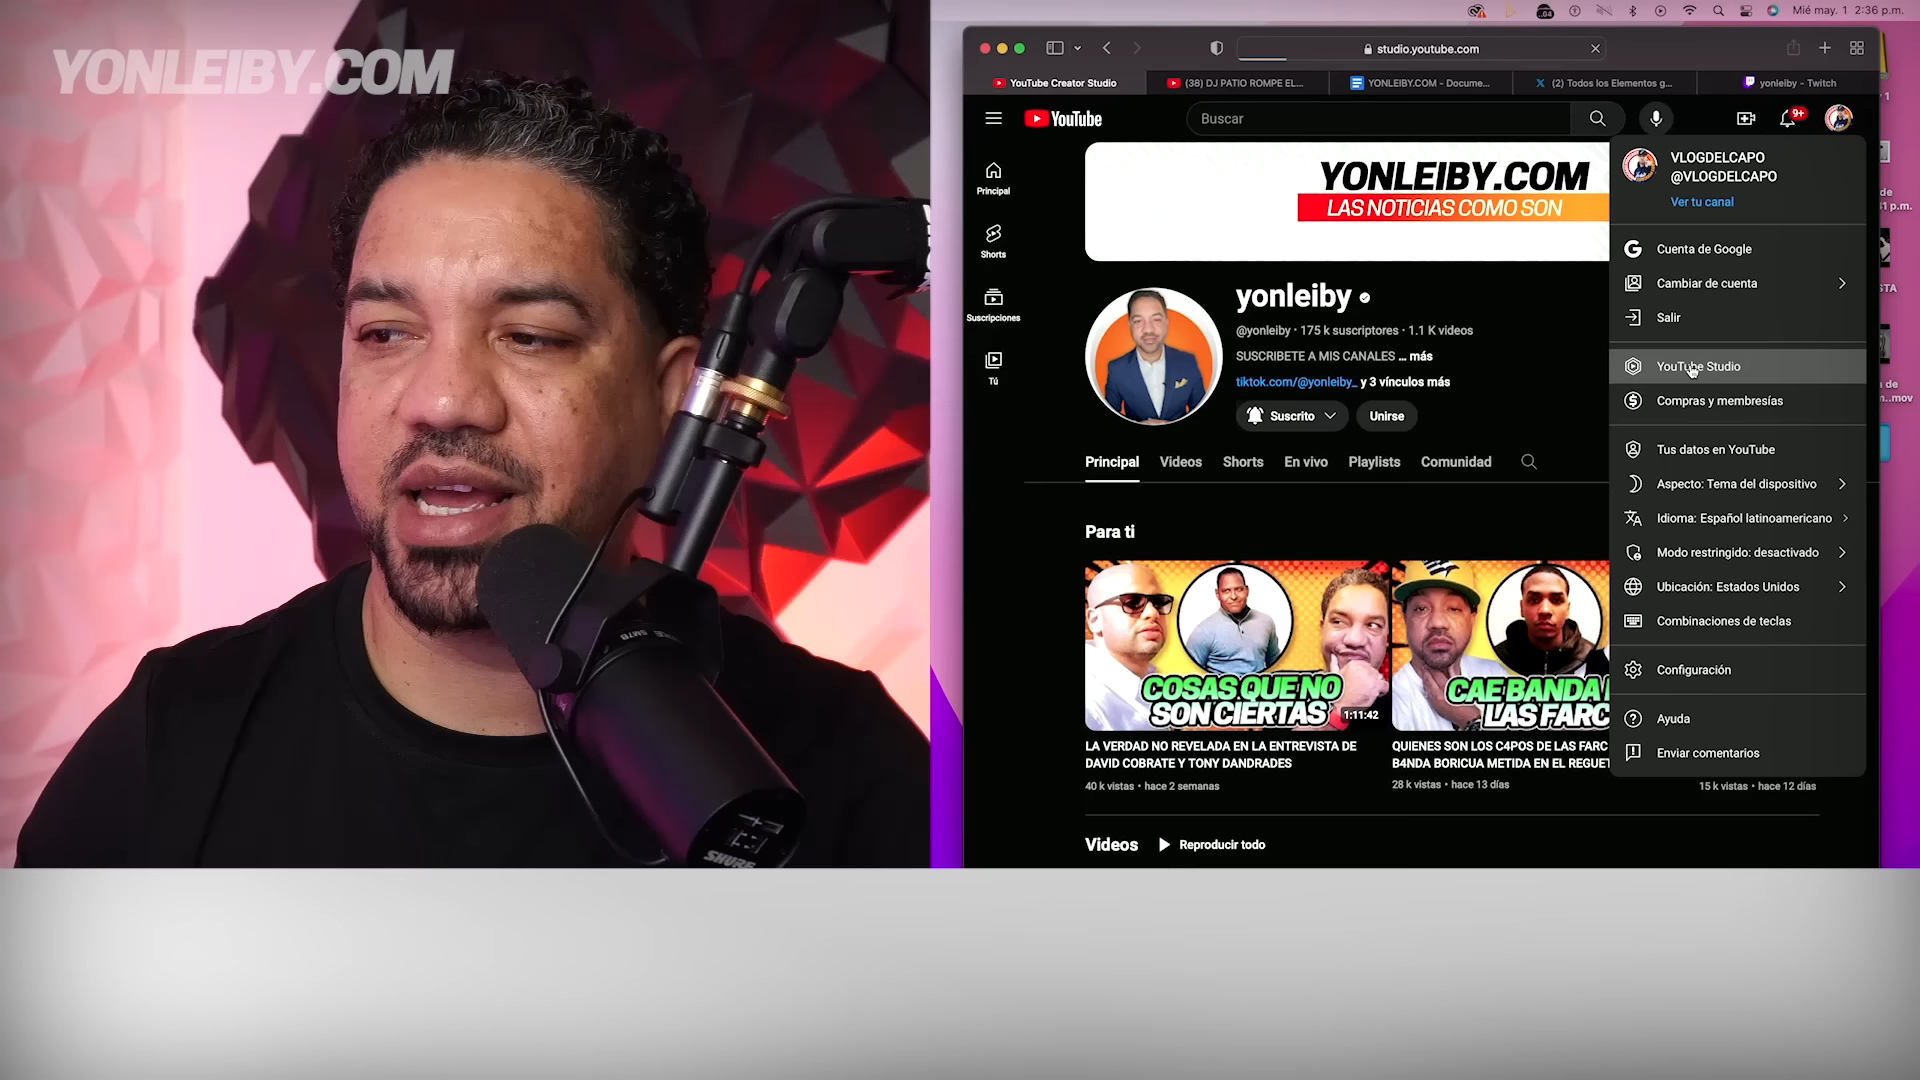 YONLEIBY.COM
Mié may. 1 2:36 p.m.
studio.youtube.com
YouTube Creator Studio
(38) DJ PATIO ROMPE EL...
YONLEIBY.COM - Docume...
(2) Todos los Elementos g...
yonleiby - Twitch
YouTube
Buscar
9+
VLOGDELCAPO
@VLOGDELCAPO
Ver tu canal
Cuenta de Google
Cambiar de cuenta
Salir
YouTube Studio
Compras y membresías
Tus datos en YouTube
Aspecto: Tema del dispositivo
Idioma: Español latinoamericano
Modo restringido: desactivado
Ubicación: Estados Unidos
Combinaciones de teclas
Configuración
Ayuda
Enviar comentarios
Principal
Shorts
Suscripciones
Tú
YONLEIBY.COM
LAS NOTICIAS COMO SON
yonleiby
@yonleiby • 175 k suscriptores • 1.1 K videos
SUSCRIBETE A MIS CANALES ... más
tiktok.com/@yonleiby_ y 3 vínculos más
Suscrito
Unirse
Principal
Videos
Shorts
En vivo
Playlists
Comunidad
Para ti
COSAS QUE NO
SON CIERTAS
1:11:42
CAE BANDA
LAS FARC
LA VERDAD NO REVELADA EN LA ENTREVISTA DE
DAVID COBRATE Y TONY DANDRADES
40 k vistas • hace 2 semanas
QUIENES SON LOS C4POS DE LAS FARC
B4NDA BORICUA METIDA EN EL REGUET
28 k vistas • hace 13 días
15 k vistas • hace 12 días
Videos
Reproducir todo
SM7B
SHURE